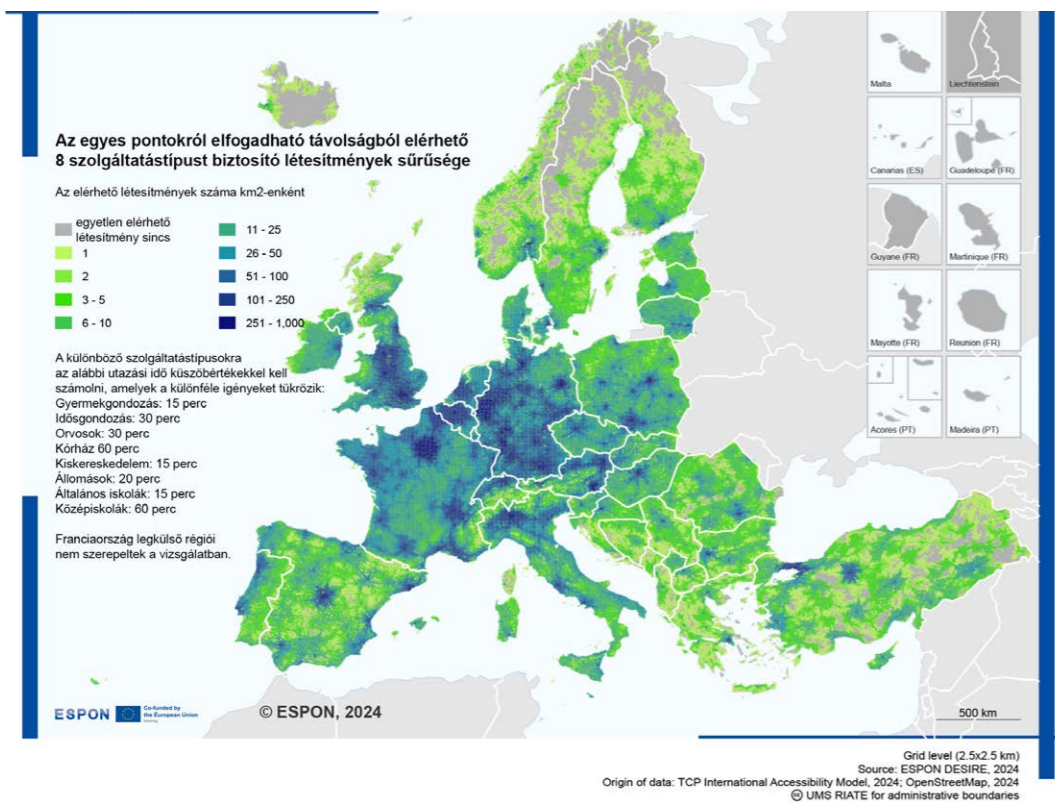 Az egyes pontokról elfogadható távolságból elérhető
8 szolgáltatástípust biztosító létesítmények sűrűsége
Az elérhető létesítmények száma km2-enként
egyetlen elérhető
létesítmény sincs
1
2
3 - 5
6 - 10
11 - 25
26 - 50
51 - 100
101 - 250
251 - 1,000
A különböző szolgáltatástípusokra
az alábbi utazási idő küszöbértékekkel kell
számolni, amelyek a különféle igényeket tükrözik:
Gyermekgondozás: 15 perc
Idősgondozás: 30 perc
Orvosok: 30 perc
Kórház 60 perc
Kiskereskedelem: 15 perc
Állomások: 20 perc
Általános iskolák: 15 perc
Középiskolák: 60 perc
Franciaország legkülső régiói
nem szerepeltek a vizsgálatban.
Malta
Liechtenstein
Canarias (ES)
Guadeloupe (FR)
Guyane (FR)
Martinique (FR)
Mayotte (FR)
Reunion (FR)
Acores (PT)
Madeira (PT)
ESPON
Co-funded by
the European Union
Interreg
© ESPON, 2024
500 km
Grid level (2.5x2.5 km)
Source: ESPON DESIRE, 2024
Origin of data: TCP International Accessibility Model, 2024; OpenStreetMap, 2024
UMS RIATE for administrative boundaries